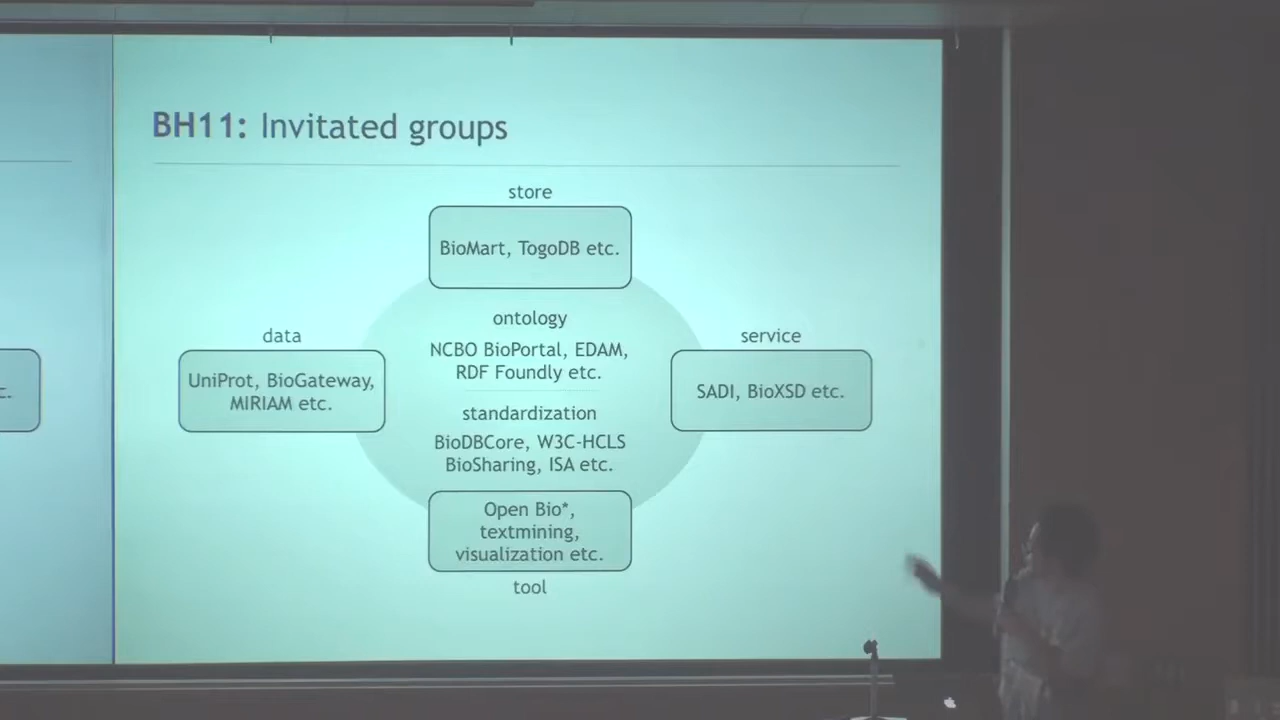 BH11: Invitated groups
store
BioMart, TogoDB etc.
ontology
NCBO BioPortal, EDAM,
RDF Foundly etc.
data
UniProt, BioGateway,
MIRIAM etc.
service
SADI, BioXSD etc.
standardization
BioDBCore, W3C-HCLS
BioSharing, ISA etc.
Open Bio*,
textmining,
visualization etc.
tool
c.